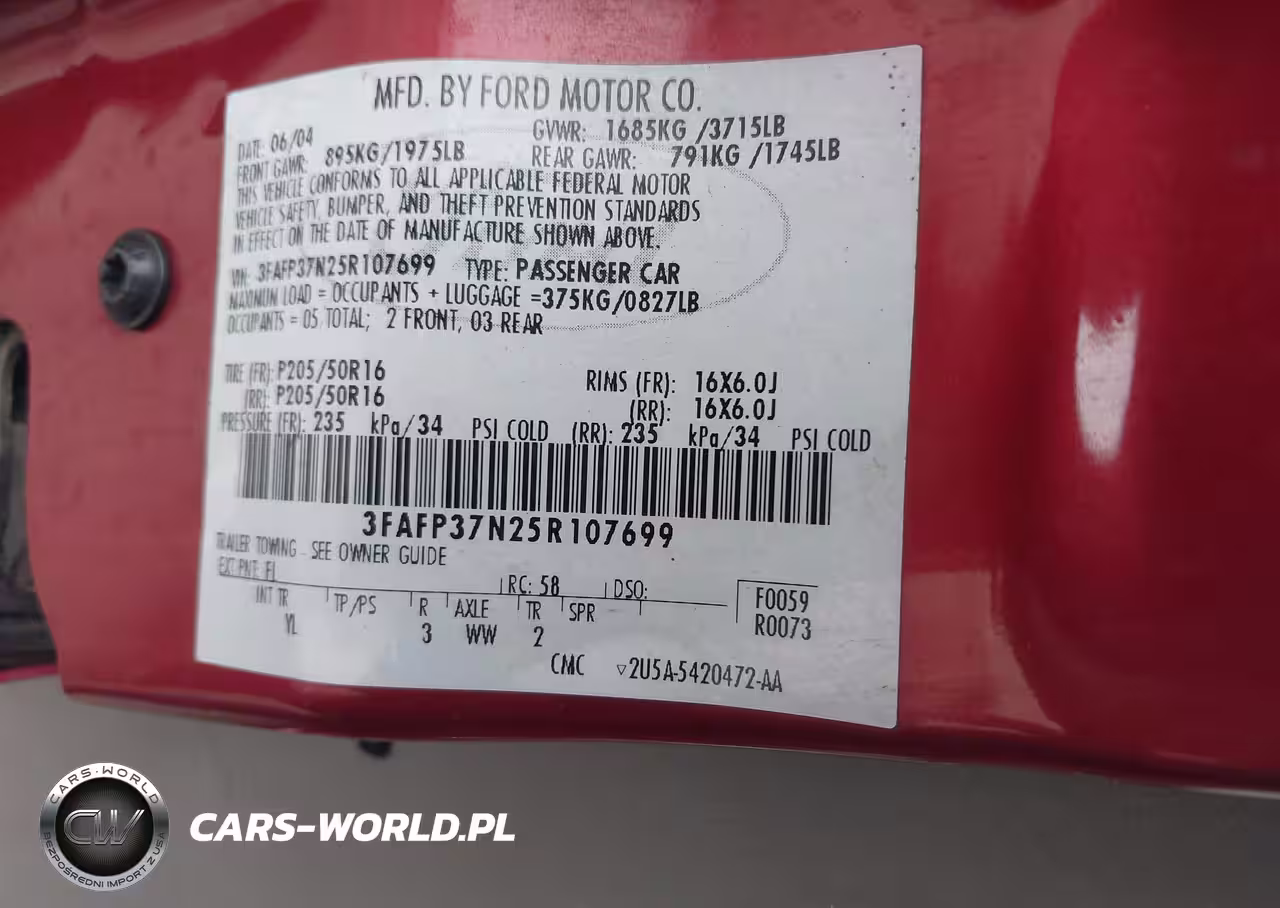 MFD. BY FORD MOTOR CO.
DATE: 06/04 GVWR: 1685KG /3715LB
FRONT GAWR: 895KG/1975LB REAR GAWR: 791KG /1745LB
THIS VEHICLE CONFORMS TO ALL APPLICABLE FEDERAL MOTOR
VEHICLE SAFETY, BUMPER, AND THEFT PREVENTION STANDARDS
IN EFFECT ON THE DATE OF MANUFACTURE SHOWN ABOVE.
VIN: 3FAFP37N25R107699 TYPE: PASSENGER CAR
MAXIMUM LOAD = OCCUPANTS + LUGGAGE =375KG/0827LB
OCCUPANTS = 05 TOTAL; 2 FRONT, 03 REAR
TIRE (FR): P205/50R16 RIMS (FR): 16X6.0J
(RR): P205/50R16 (RR): 16X6.0J
PRESSURE (FR): 235 kPa/34 PSI COLD (RR): 235 kPa/34 PSI COLD
3FAFP37N25R107699
TRAILER TOWING - SEE OWNER GUIDE
EXT PNT: FL RC: 58 DSO:
INT TR TP/PS R AXLE TR SPR F0059
YL 3 WW 2 R0073
CMC ▽2U5A-5420472-AA
CARS-WORLD
CW
BEZPOŚREDNI IMPORT Z USA
CARS-WORLD.PL